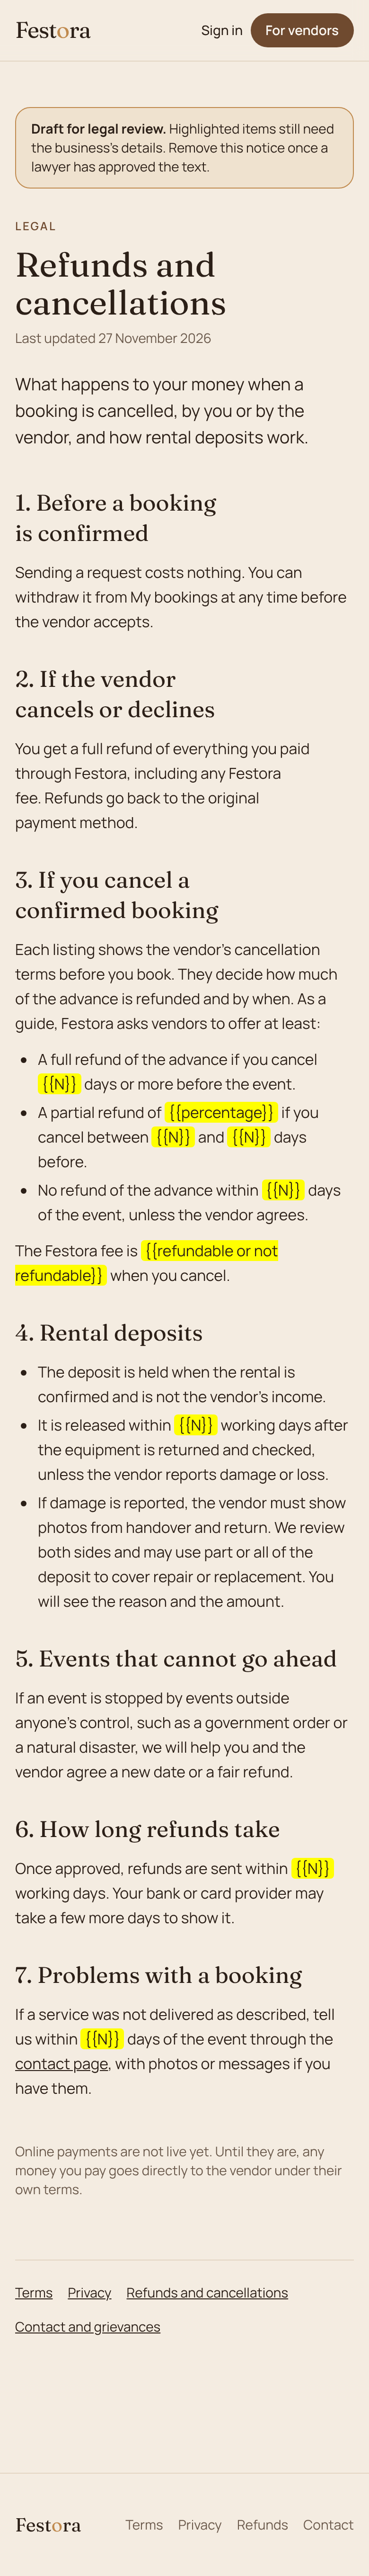 Festora
Sign in
For vendors
Draft for legal review. Highlighted items still need
the business's details. Remove this notice once a
lawyer has approved the text.
LEGAL
Refunds and
cancellations
Last updated 27 November 2026
What happens to your money when a
booking is cancelled, by you or by the
vendor, and how rental deposits work.
1. Before a booking
is confirmed
Sending a request costs nothing. You can
withdraw it from My bookings at any time before
the vendor accepts.
2. If the vendor
cancels or declines
You get a full refund of everything you paid
through Festora, including any Festora
fee. Refunds go back to the original
payment method.
3. If you cancel a
confirmed booking
Each listing shows the vendor's cancellation
terms before you book. They decide how much
of the advance is refunded and by when. As a
guide, Festora asks vendors to offer at least:
• A full refund of the advance if you cancel
{{N}} days or more before the event.
• A partial refund of {{percentage}} if you
cancel between {{N}} and {{N}} days
before.
• No refund of the advance within {{N}} days
of the event, unless the vendor agrees.
The Festora fee is {{refundable or not
refundable}} when you cancel.
4. Rental deposits
• The deposit is held when the rental is
confirmed and is not the vendor's income.
• It is released within {{N}} working days after
the equipment is returned and checked,
unless the vendor reports damage or loss.
• If damage is reported, the vendor must show
photos from handover and return. We review
both sides and may use part or all of the
deposit to cover repair or replacement. You
will see the reason and the amount.
5. Events that cannot go ahead
If an event is stopped by events outside
anyone's control, such as a government order or
a natural disaster, we will help you and the
vendor agree a new date or a fair refund.
6. How long refunds take
Once approved, refunds are sent within {{N}}
working days. Your bank or card provider may
take a few more days to show it.
7. Problems with a booking
If a service was not delivered as described, tell
us within {{N}} days of the event through the
contact page, with photos or messages if you
have them.
Online payments are not live yet. Until they are, any
money you pay goes directly to the vendor under their
own terms.
Terms Privacy Refunds and cancellations
Contact and grievances
Festora
Terms Privacy Refunds Contact